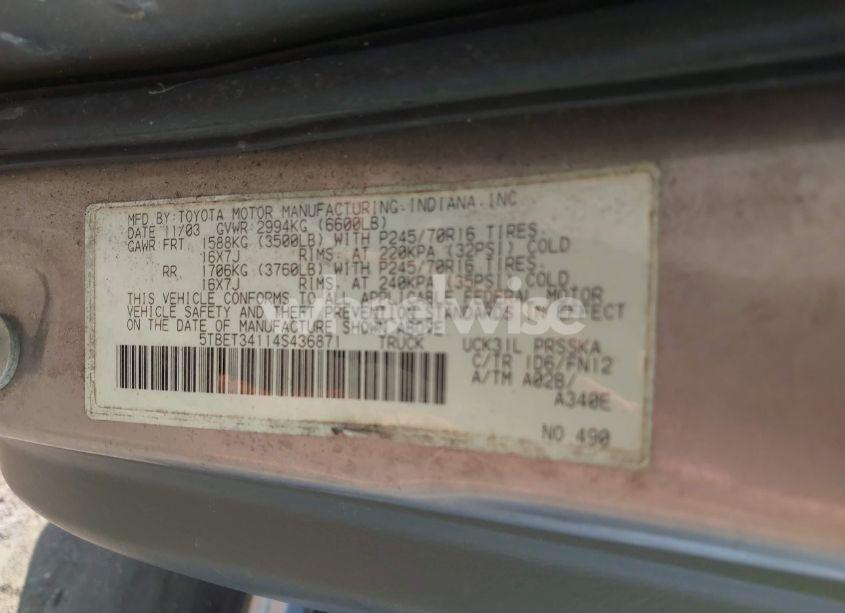 MFD.BY:TOYOTA MOTOR MANUFACTURING.INDIANA.INC
DATE 11/03 GVWR 2994KG (6600LB)
GAWR FRT. 1588KG (3500LB) WITH P245/70R16 TIRES.
16X7J RIMS. AT 220KPA (32PSI) COLD
RR. 1706KG (3760LB) WITH P245/70R16 TIRES.
16X7J RIMS. AT 240KPA (35PSI) COLD
THIS VEHICLE CONFORMS TO ALL APPLICABLE FEDERAL MOTOR
VEHICLE SAFETY AND THEFT PREVENTION STANDARDS IN EFFECT
ON THE DATE OF MANUFACTURE SHOWN ABOVE
5TBET34114S436871 TRUCK UCK31L PRSSKA
C/TR 1D6/FN12
A/TM A02B/
A340E
NO 490
wheelwise